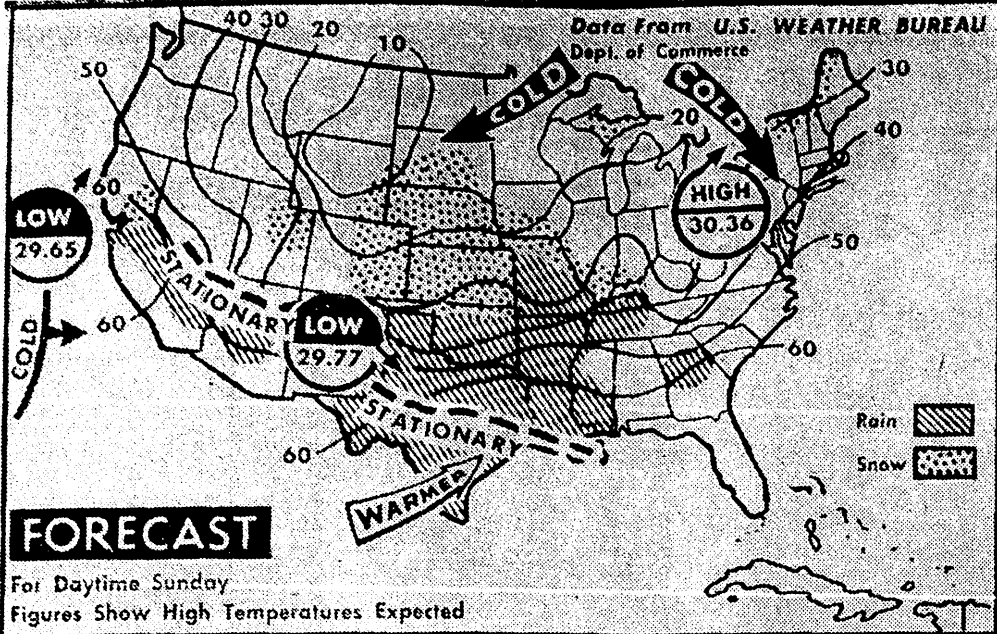 Data From U.S. WEATHER BUREAU
Dept. of Commerce
40 30 20 10
50
COLD
COLD
30
20
40
60
LOW
29.65
HIGH
30.36
50
STATIONARY
COLD
60
LOW
29.77
60
STATIONARY
60
WARMER
Rain
Snow
FORECAST
For Daytime Sunday
Figures Show High Temperatures Expected